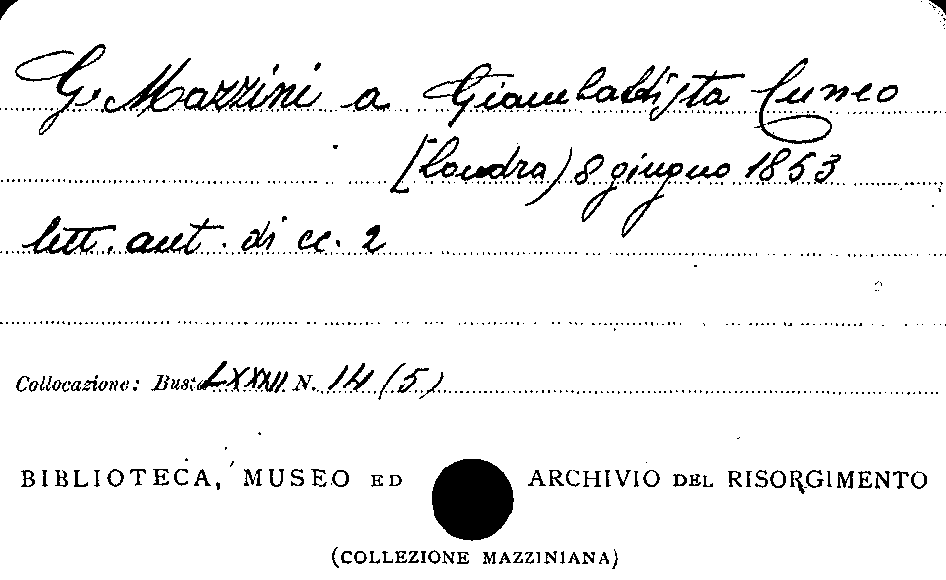 G. Mazzini a Giambattista Cuneo
[Londra) 8 giugno 1853
lett. aut. di cc. 2
Collocazione: Busta LXXXII N. 14 (5)
BIBLIOTECA, MUSEO ED ARCHIVIO DEL RISORGIMENTO
(COLLEZIONE MAZZINIANA)